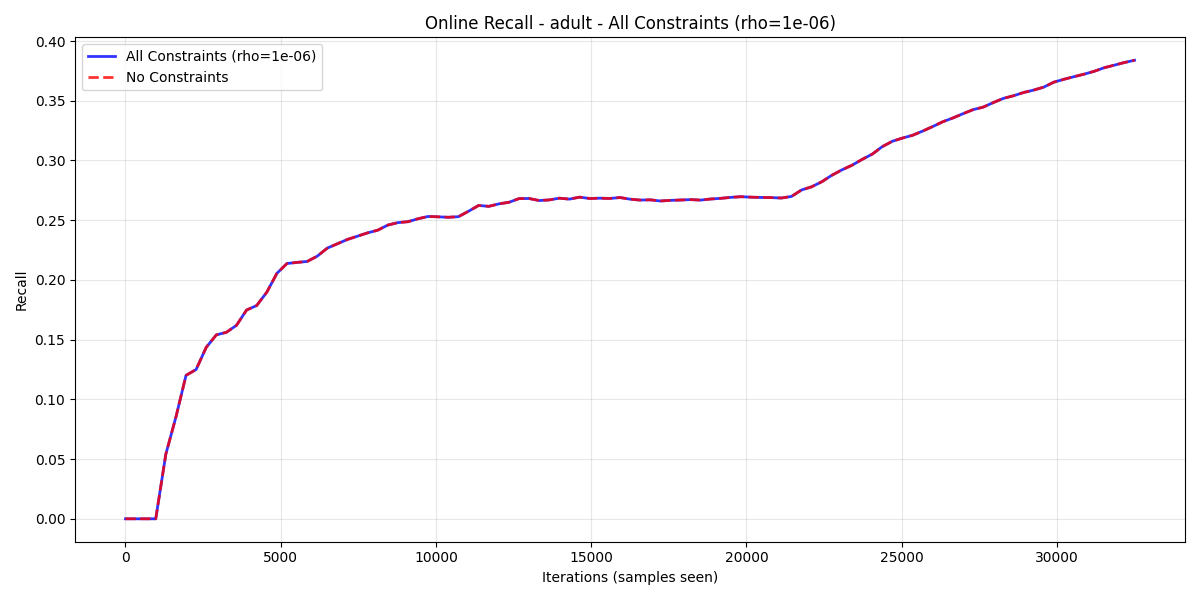 Online Recall - adult - All Constraints (rho=1e-06)
All Constraints (rho=1e-06)
No Constraints
Recall
0.40
0.35
0.30
0.25
0.20
0.15
0.10
0.05
0.00
0 5000 10000 15000 20000 25000 30000
Iterations (samples seen)